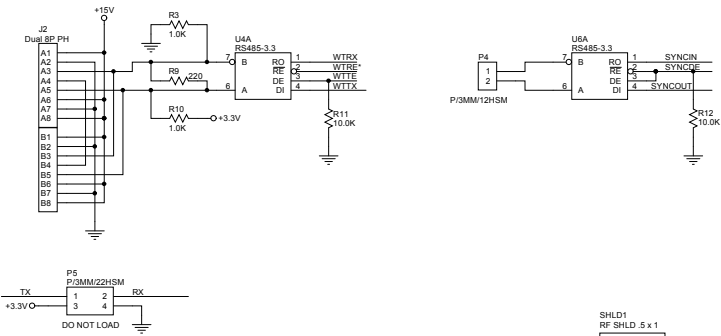 +15V
J2
Dual 8P PH
A1
A2
A3
A4
A5
A6
A7
A8
B1
B2
B3
B4
B5
B6
B7
B8
R3
1.0K
R9
220
R10
1.0K
+3.3V
U4A
RS485-3.3
7 B RO 1 WTRX
RE 2 WTRE*
DE 3 WTTE
6 A DI 4 WTTX
R11
10.0K
P4
1
2
P/3MM/12HSM
U6A
RS485-3.3
7 B RO 1 SYNCIN
RE 2 SYNCDE
DE 3
6 A DI 4 SYNCOUT
R12
10.0K
P5
P/3MM/22HSM
TX 1 2 RX
+3.3V 3 4
DO NOT LOAD
SHLD1
RF SHLD .5 x 1